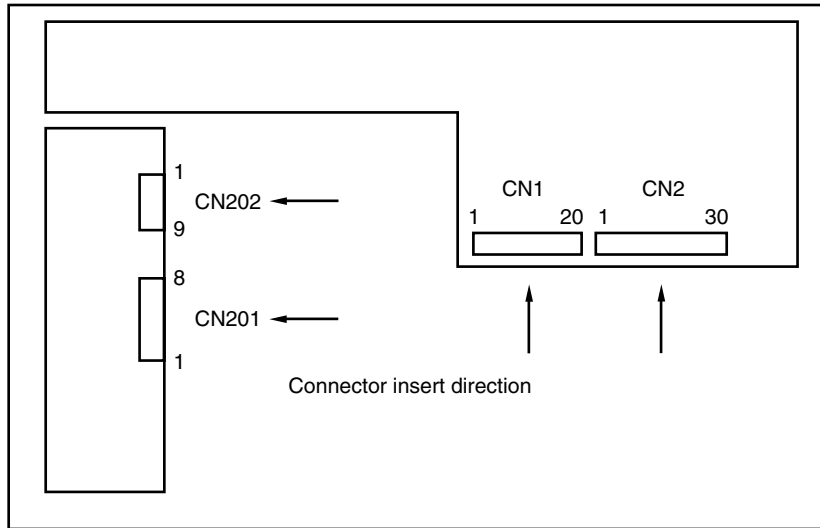 CN1 CN2
1 20 1 30
1
CN202
9
8
CN201
1
Connector insert direction